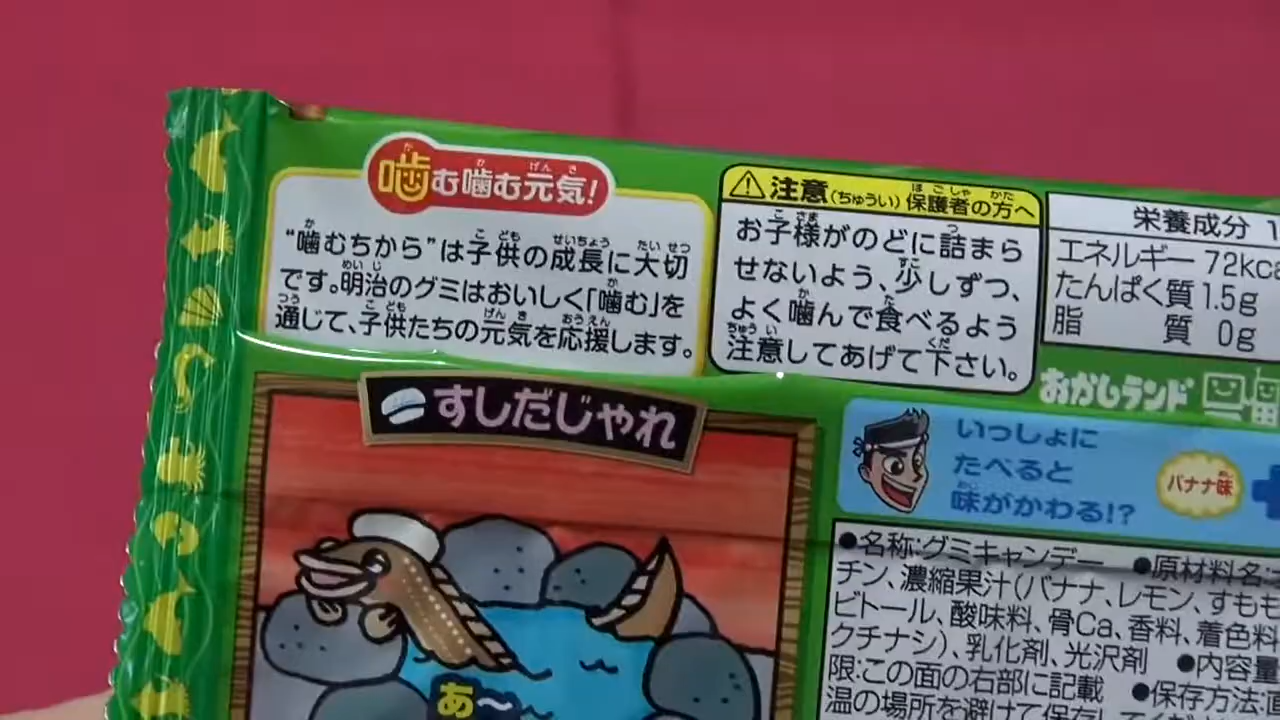 噛む噛む元気!
“噛むちから”は子供の成長に大切
です。明治のグミはおいしく「噛む」を
通じて、子供たちの元気を応援します。
注意(ちゅうい)保護者の方へ
お子様がのどに詰まら
せないよう、少しずつ、
よく噛んで食べるよう
注意してあげて下さい。
栄養成分 1
エネルギー 72kc
たんぱく質 1.5g
脂質 0g
おかしランド
すしだじゃれ
あ〜
いっしょに
たべると
味がかわる!?
バナナ味
●名称:グミキャンデー ●原材料名:
チン、濃縮果汁(バナナ、レモン、すもも
ビトール、酸味料、骨Ca、香料、着色料
クチナシ)、乳化剤、光沢剤 ●内容量
限:この面の右部に記載 ●保存方法:直
温の場所を避けて保存して